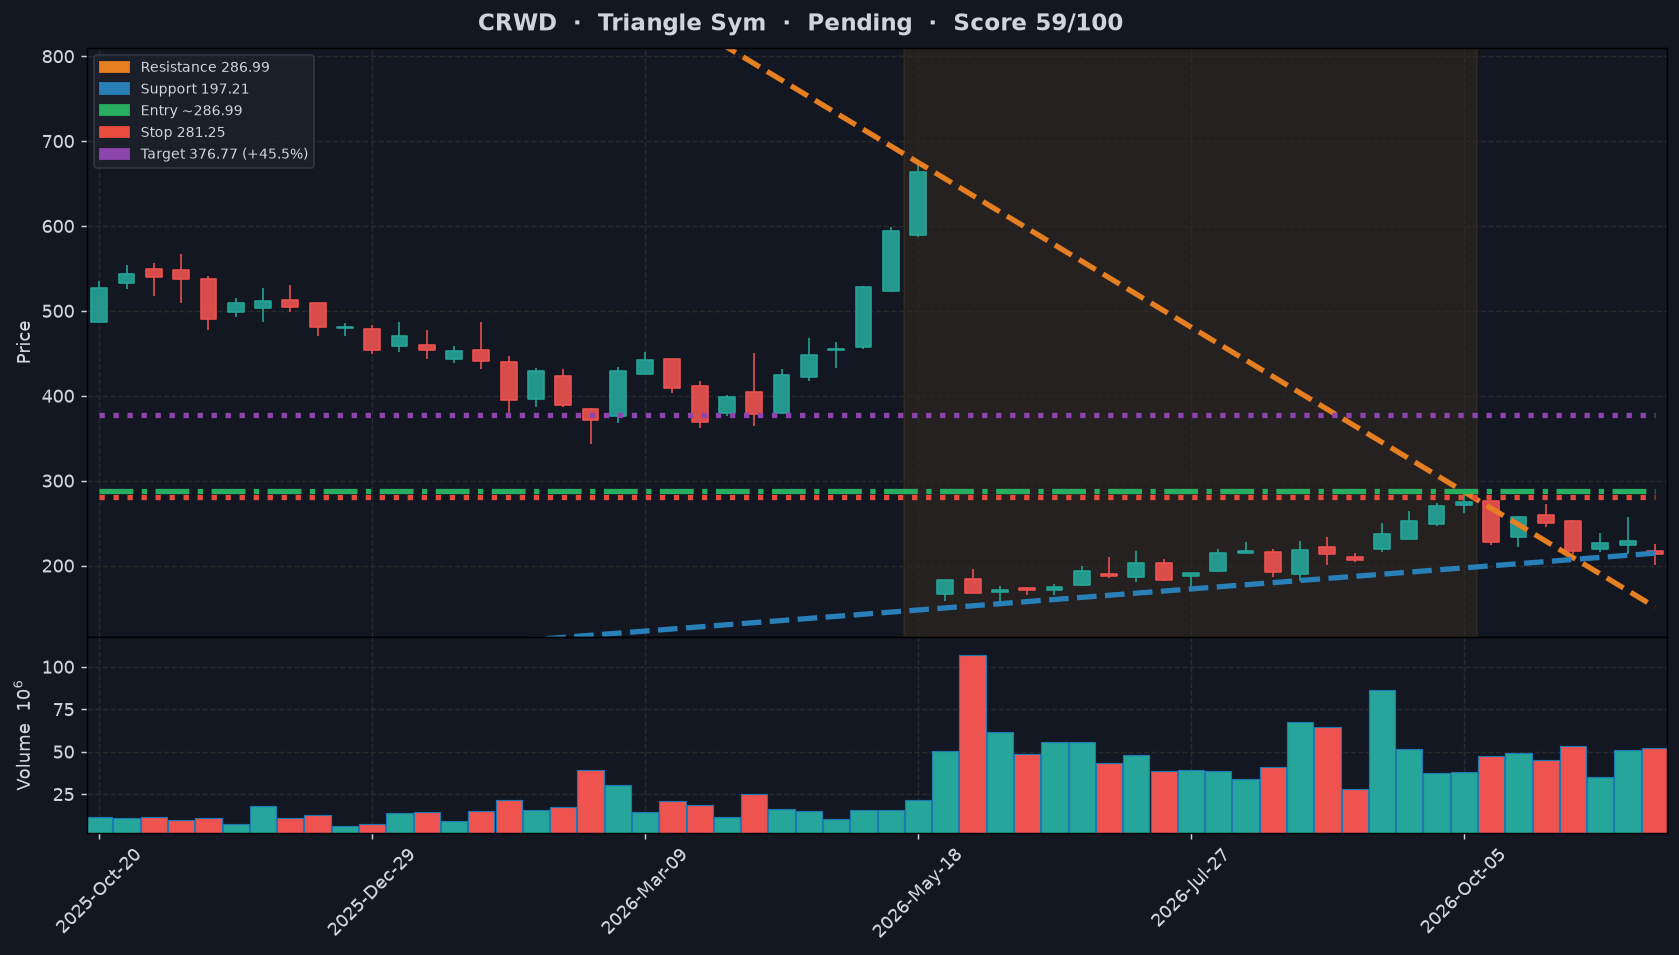 CRWD · Triangle Sym · Pending · Score 59/100
Resistance 286.99
Support 197.21
Entry ~286.99
Stop 281.25
Target 376.77 (+45.5%)
Price
800
700
600
500
400
300
200
Volume 10⁶
100
75
50
25
2025-Oct-20
2025-Dec-29
2026-Mar-09
2026-May-18
2026-Jul-27
2026-Oct-05